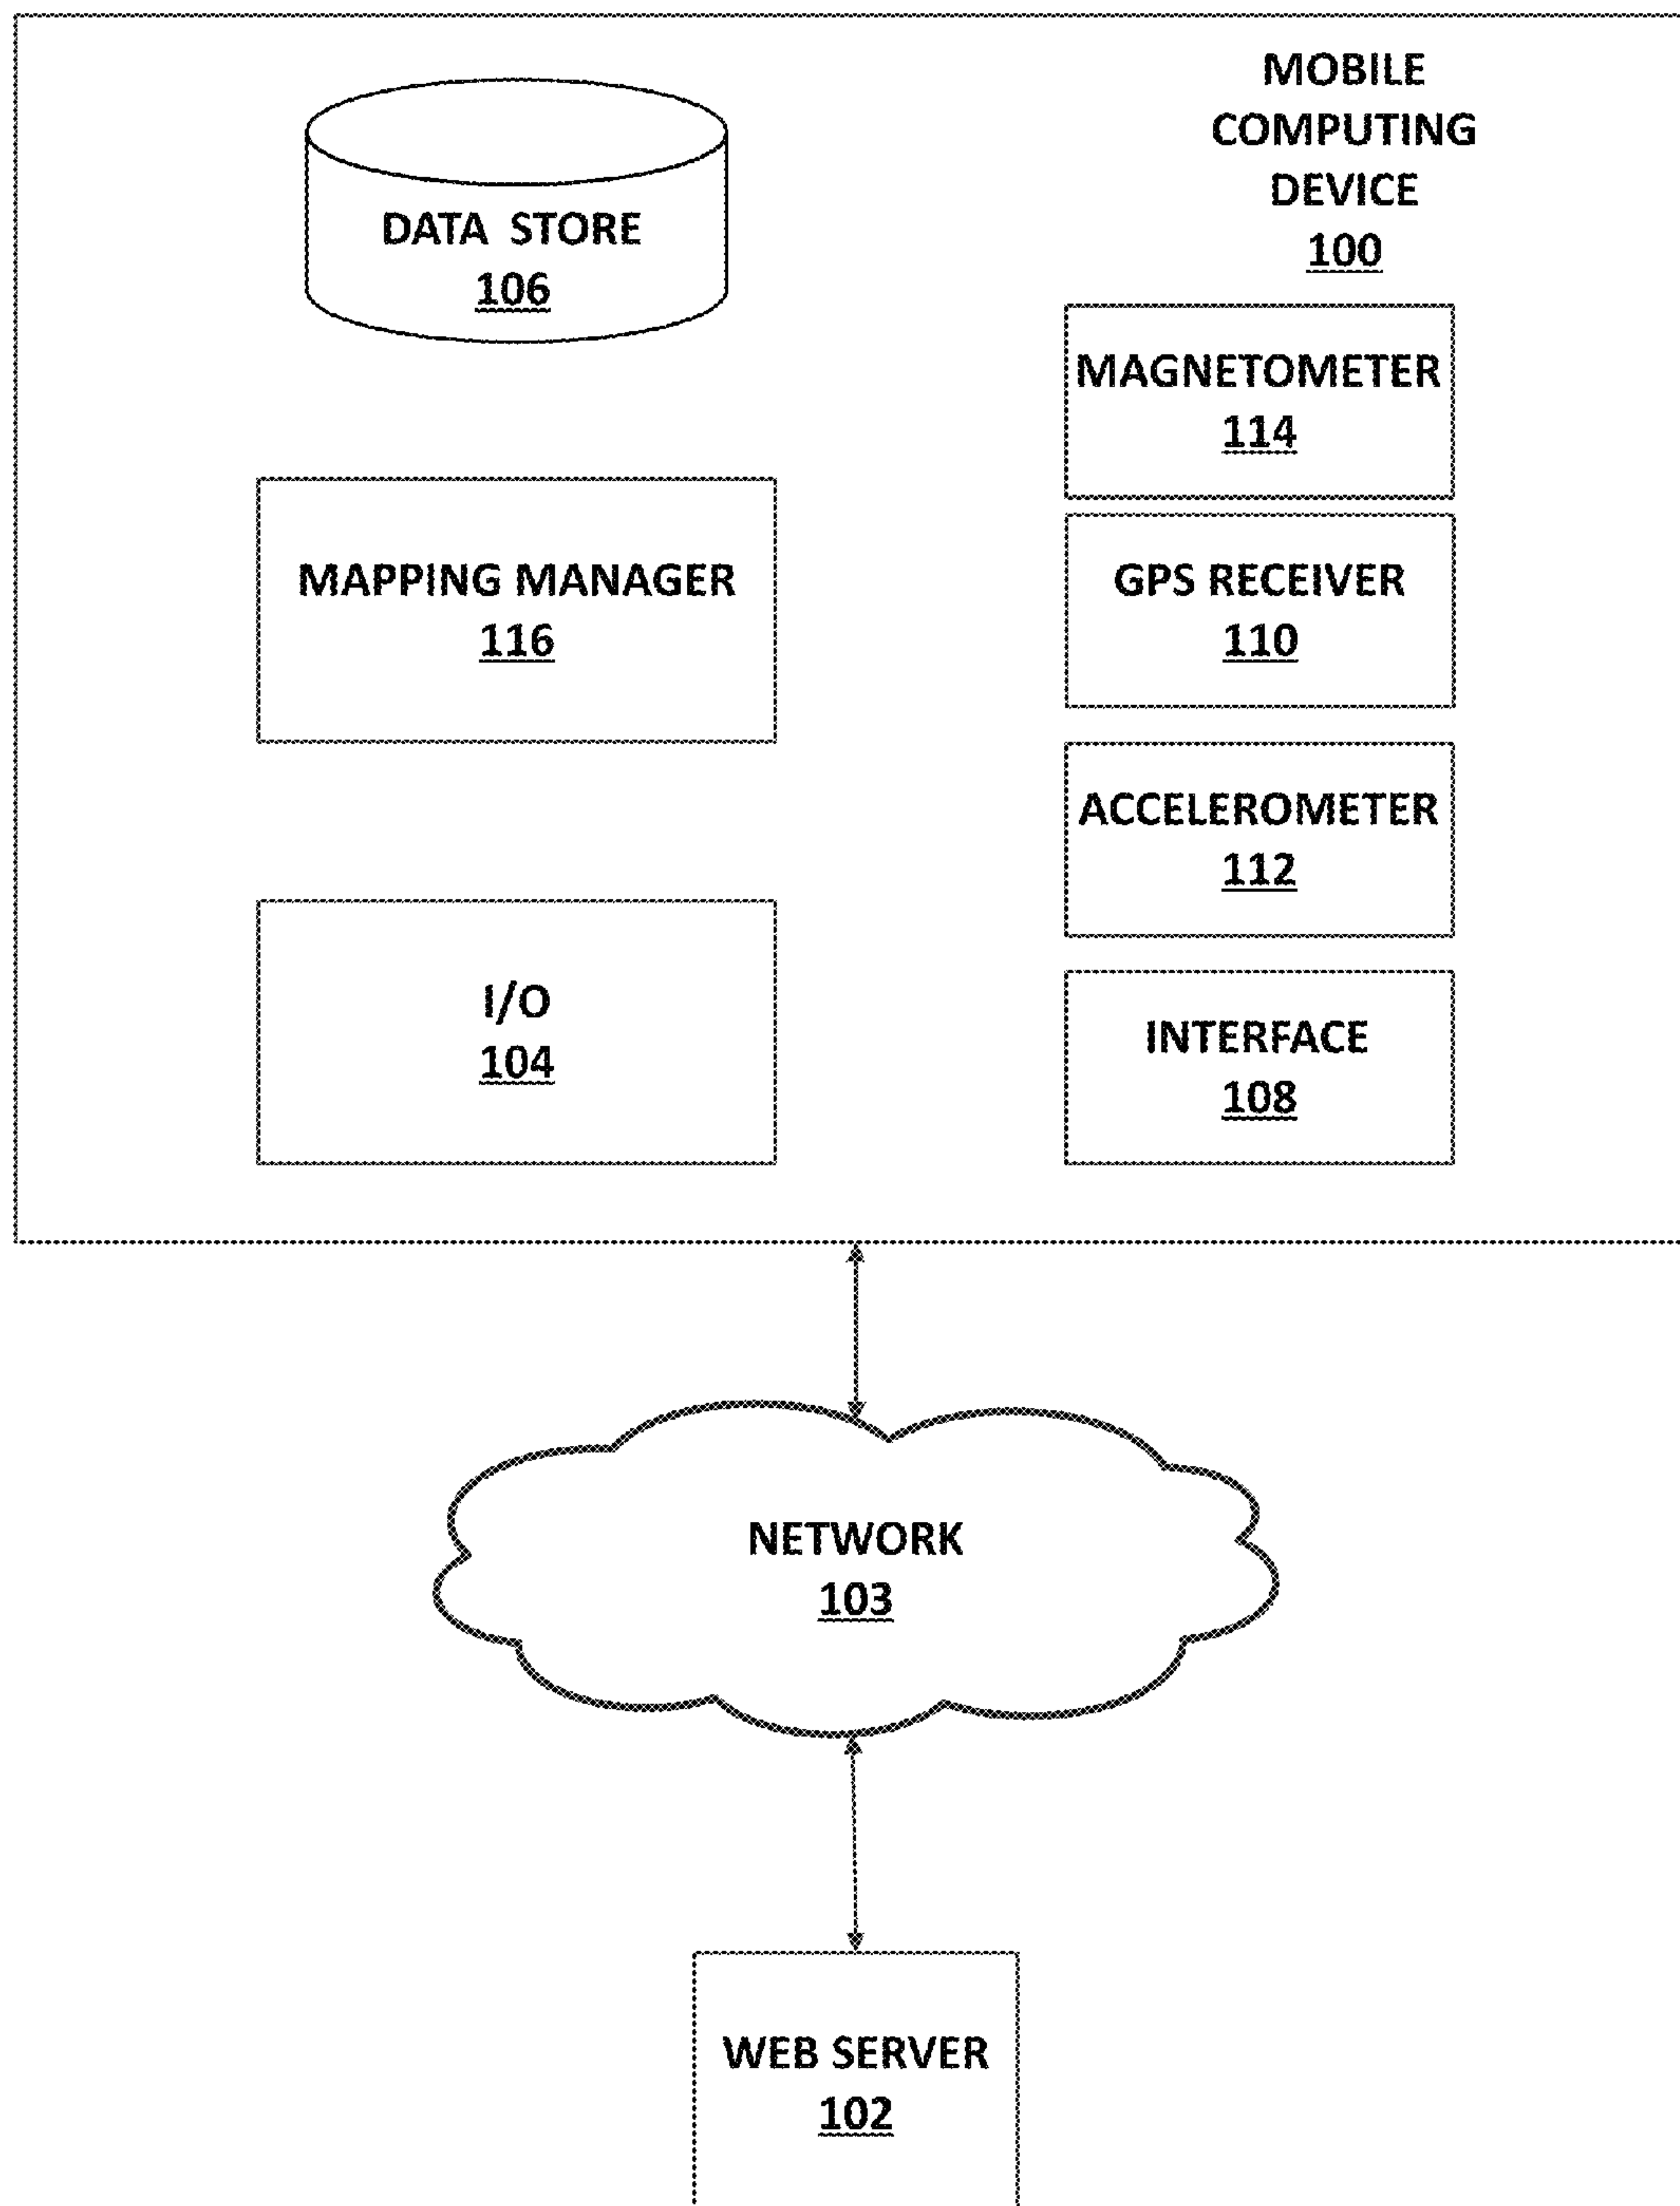 MOBILE
COMPUTING
DEVICE
100
DATA STORE
106
MAGNETOMETER
114
MAPPING MANAGER
116
GPS RECEIVER
110
ACCELEROMETER
112
I/O
104
INTERFACE
108
NETWORK
103
WEB SERVER
102